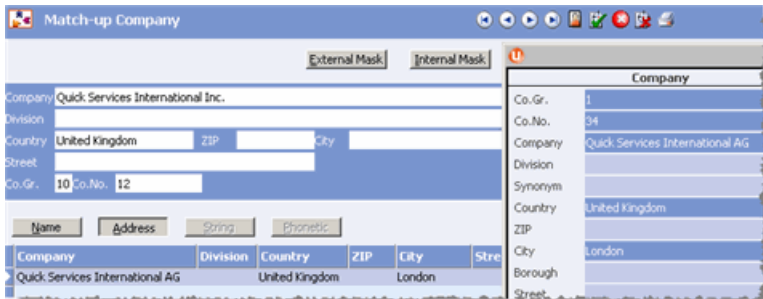 Match-up Company
External Mask Internal Mask
Company Quick Services International Inc.
Division
Country United Kingdom ZIP City
Street
Co.Gr. 10 Co.No. 12
Name Address String Phonetic
Company Division Country ZIP City Stre
Quick Services International AG United Kingdom London
Company
Co.Gr. 1
Co.No. 34
Company Quick Services International AG
Division
Synonym
Country United Kingdom
ZIP
City London
Borough
Street